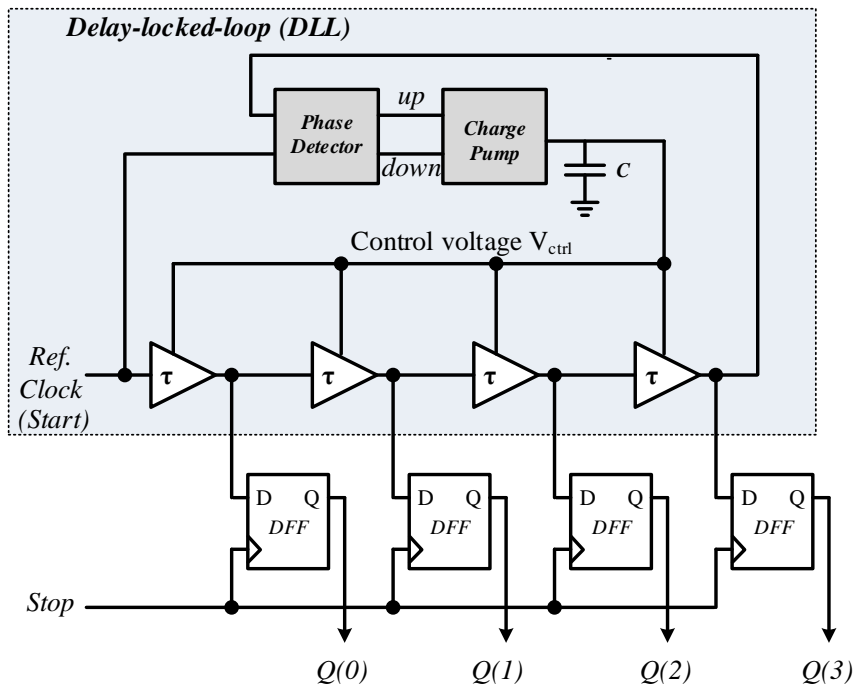 Delay-locked-loop (DLL)
Phase
Detector
up
down
Charge
Pump
C
Control voltage Vctrl
Ref.
Clock
(Start)
τ
τ
τ
τ
D Q
DFF
D Q
DFF
D Q
DFF
D Q
DFF
Stop
Q(0)
Q(1)
Q(2)
Q(3)